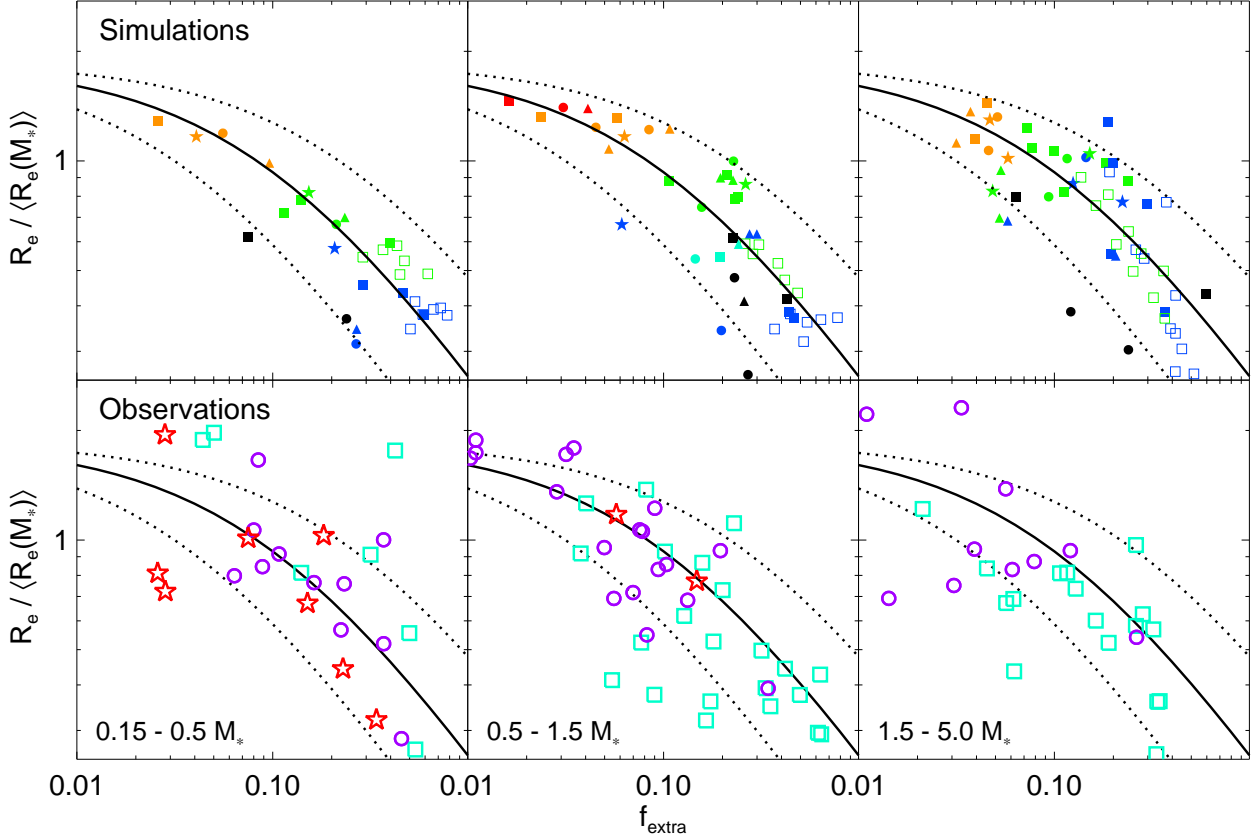 Simulations
R_e / ⟨R_e(M_*)⟩
1
Observations
R_e / ⟨R_e(M_*)⟩
1
0.15 - 0.5 M_*
0.5 - 1.5 M_*
1.5 - 5.0 M_*
0.01 0.10 0.01 0.10 0.01 0.10
f_extra